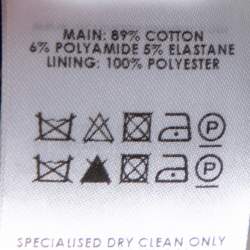 MAIN: 89% COTTON
6% POLYAMIDE 5% ELASTANE
LINING: 100% POLYESTER
P
P
SPECIALISED DRY CLEAN ONLY